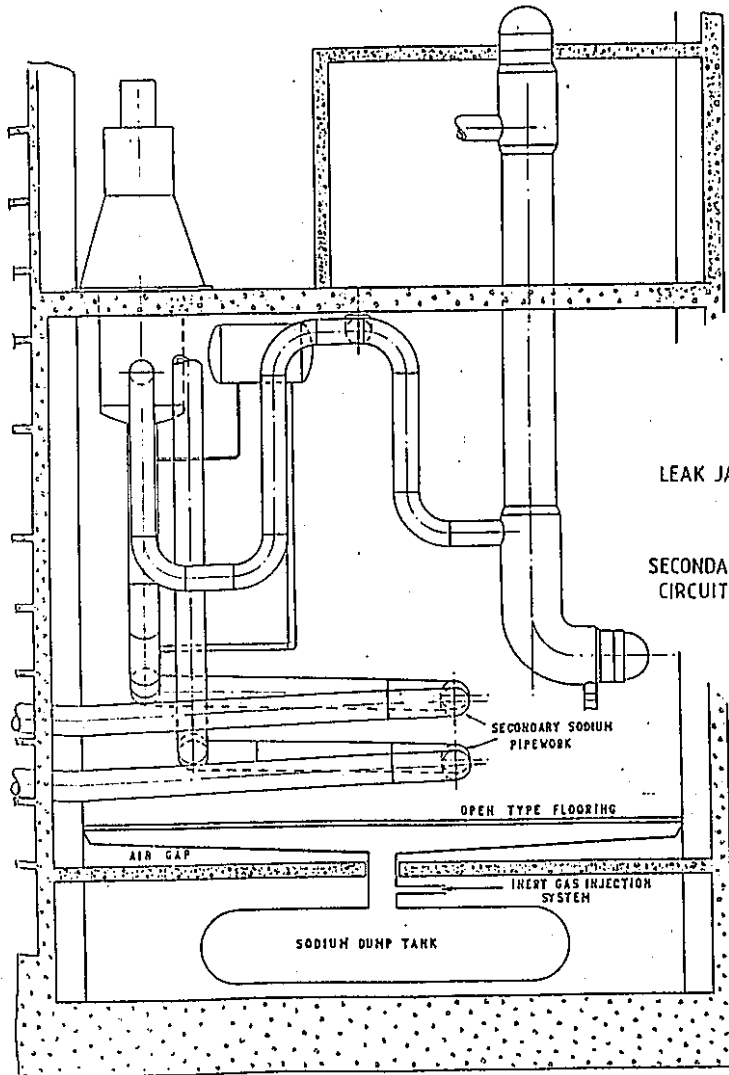 LEAK JA
SECONDA
CIRCUIT
SECONDARY SODIUM
PIPEWORK
OPEN TYPE FLOORING
AIR GAP
INERT GAS INJECTION
SYSTEM
SODIUM DUMP TANK